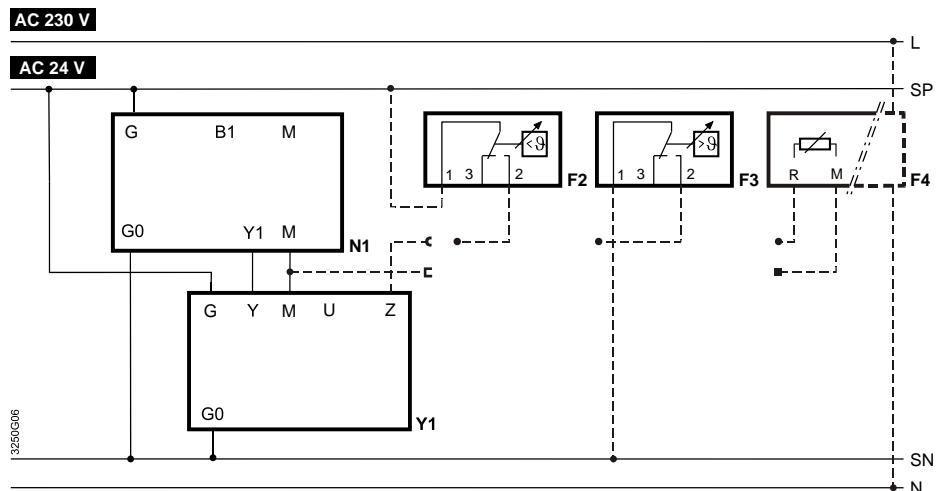 AC 230 V
L
AC 24 V
SP
G B1 M
<ϑ
>ϑ
1 3 2
F2
1 3 2
F3
R M
F4
G0 Y1 M
N1
G Y M U Z
G0
Y1
3250G06
SN
N